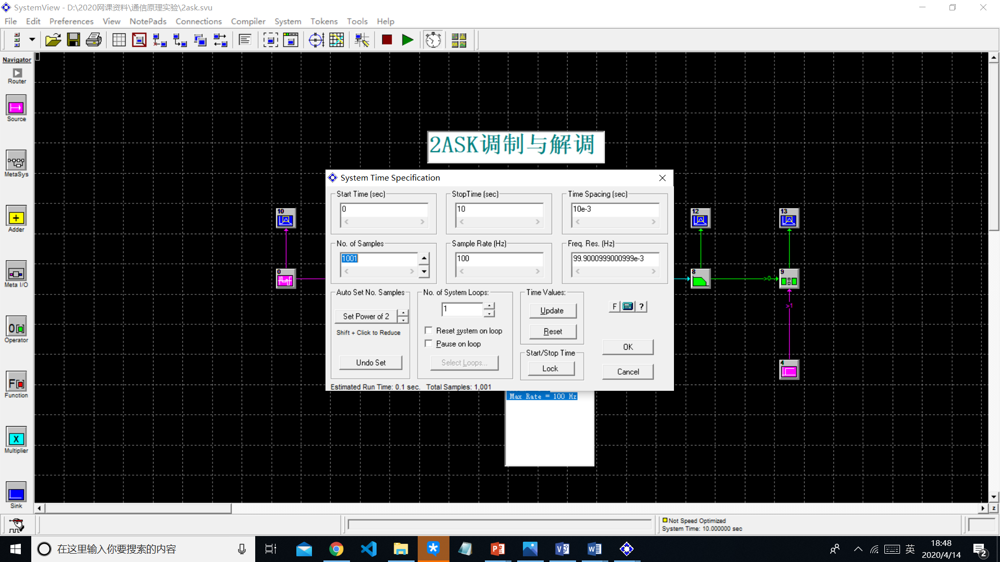 SystemView - D:\2020网课资料\通信原理实验\2ask.svu
File Edit Preferences View NotePads Connections Compiler System Tokens Tools Help
Navigator
Router
Source
MetaSys
Adder
Meta I/O
Operator
Function
Multiplier
Sink
2ASK调制与解调
System Time Specification
Start Time (sec) StopTime (sec) Time Spacing (sec)
0 10 10e-3
No. of Samples Sample Rate (Hz) Freq. Res. (Hz)
1001 100 99.9000999000999e-3
Auto Set No. Samples No. of System Loops: Time Values:
Set Power of 2 1 Update F ?
Shift + Click to Reduce Reset system on loop Reset
Pause on loop OK
Undo Set Select Loops... Start/Stop Time
Lock Cancel
Estimated Run Time: 0.1 sec. Total Samples: 1,001
Max Rate = 100 Hz
10 12 13
0 8 >0 9
>1
4
Not Speed Optimized
System Time: 10.000000 sec
在这里输入你要搜索的内容
英
18:48
2020/4/14
2